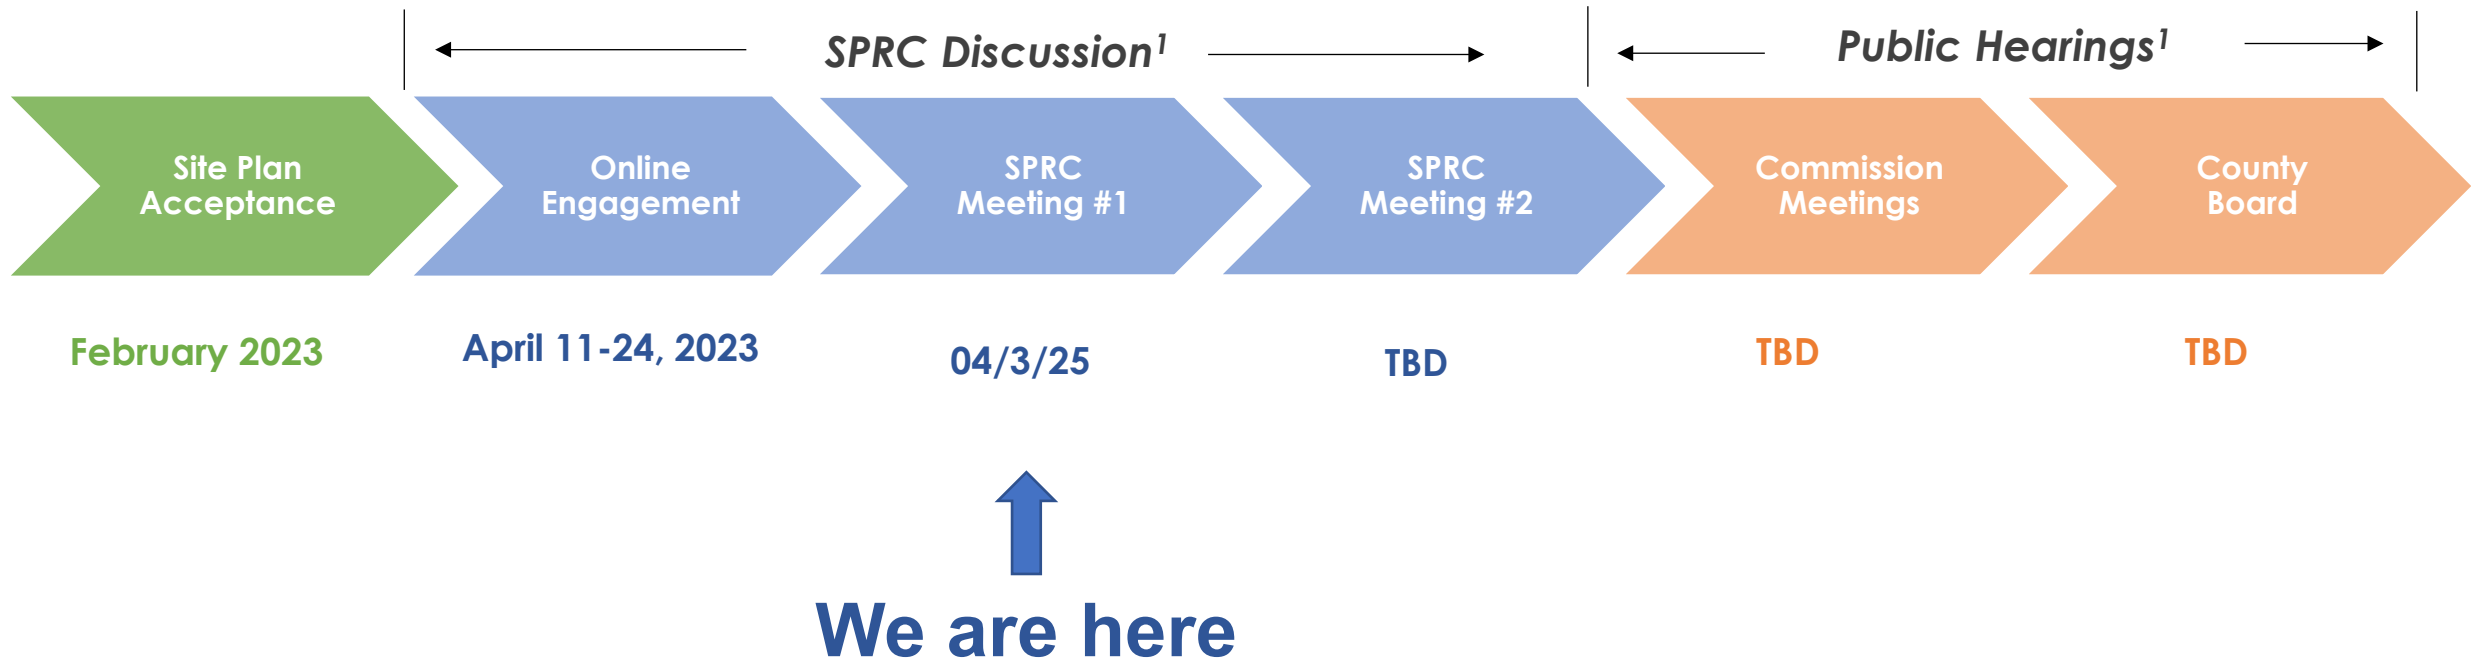 SPRC Discussion¹
Public Hearings¹
Site Plan
Acceptance
Online
Engagement
SPRC
Meeting #1
SPRC
Meeting #2
Commission
Meetings
County
Board
February 2023
April 11-24, 2023
04/3/25
TBD
TBD
TBD
We are here